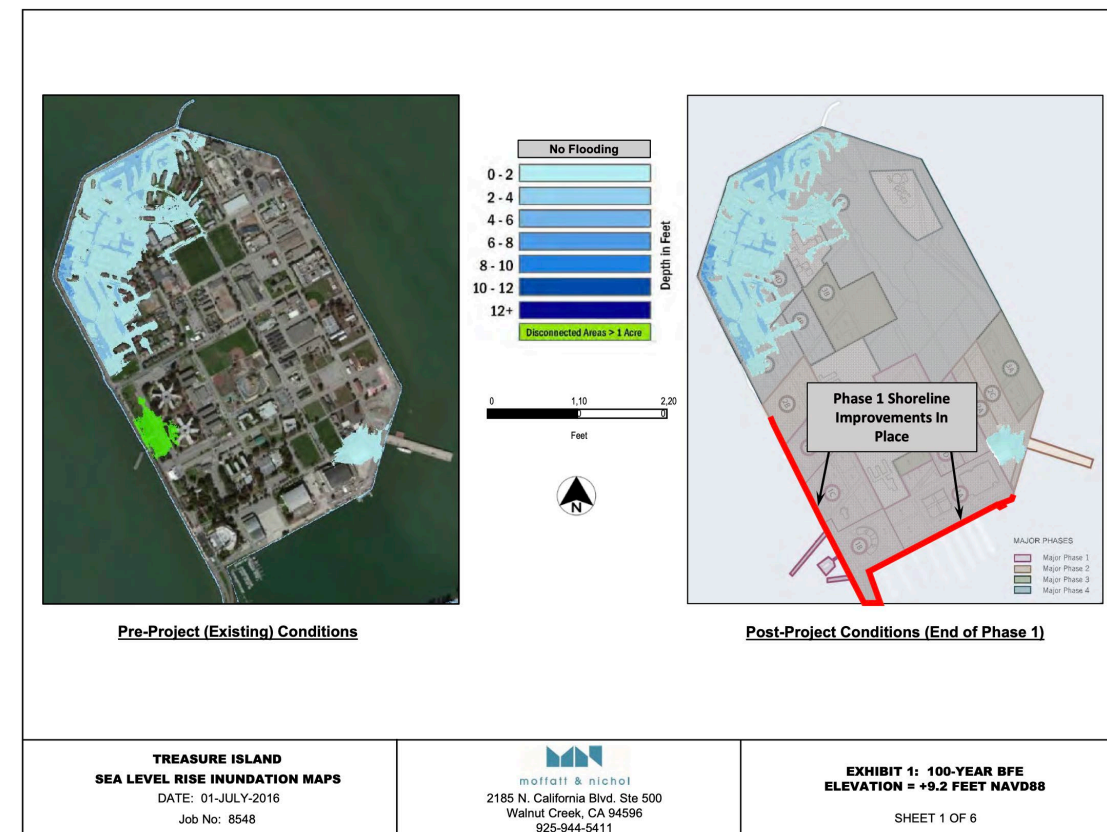 No Flooding
0 - 2
2 - 4
4 - 6
6 - 8
8 - 10
10 - 12
12+
Depth in Feet
Disconnected Areas > 1 Acre
0 1,10 2,20
Feet
N
Phase 1 Shoreline
Improvements In
Place
MAJOR PHASES
Major Phase 1
Major Phase 2
Major Phase 3
Major Phase 4
Pre-Project (Existing) Conditions
Post-Project Conditions (End of Phase 1)
TREASURE ISLAND
SEA LEVEL RISE INUNDATION MAPS
DATE: 01-JULY-2016
Job No: 8548
moffatt & nichol
2185 N. California Blvd. Ste 500
Walnut Creek, CA 94596
925-944-5411
EXHIBIT 1: 100-YEAR BFE
ELEVATION = +9.2 FEET NAVD88
SHEET 1 OF 6